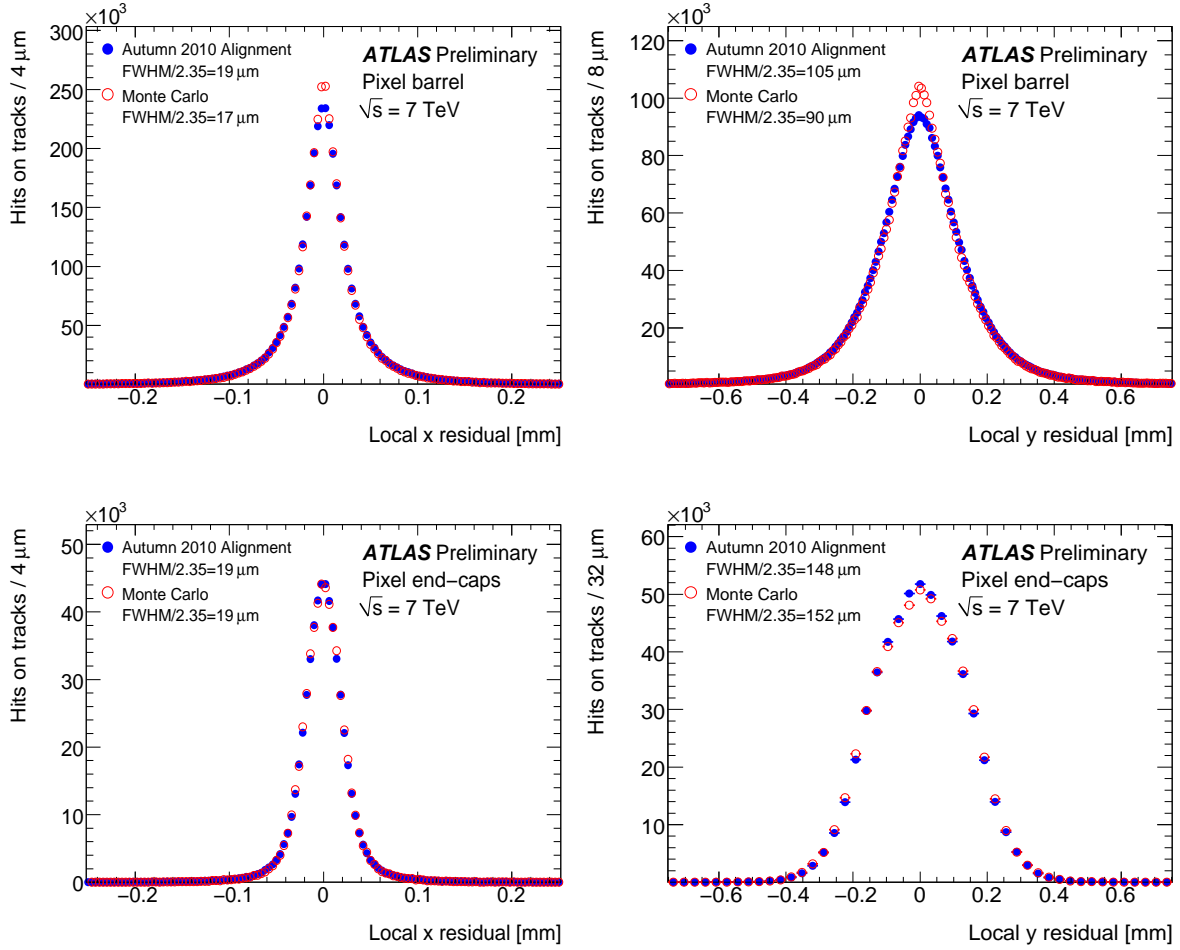 ×10³
300
250
200
150
100
50
Hits on tracks / 4 μm
Autumn 2010 Alignment
FWHM/2.35=19 μm
Monte Carlo
FWHM/2.35=17 μm
ATLAS Preliminary
Pixel barrel
√s = 7 TeV
−0.2 −0.1 0 0.1 0.2
Local x residual [mm]
×10³
120
100
80
60
40
20
Hits on tracks / 8 μm
Autumn 2010 Alignment
FWHM/2.35=105 μm
Monte Carlo
FWHM/2.35=90 μm
ATLAS Preliminary
Pixel barrel
√s = 7 TeV
−0.6 −0.4 −0.2 0 0.2 0.4 0.6
Local y residual [mm]
×10³
50
40
30
20
10
0
Hits on tracks / 4 μm
Autumn 2010 Alignment
FWHM/2.35=19 μm
Monte Carlo
FWHM/2.35=19 μm
ATLAS Preliminary
Pixel end−caps
√s = 7 TeV
−0.2 −0.1 0 0.1 0.2
Local x residual [mm]
×10³
60
50
40
30
20
10
Hits on tracks / 32 μm
Autumn 2010 Alignment
FWHM/2.35=148 μm
Monte Carlo
FWHM/2.35=152 μm
ATLAS Preliminary
Pixel end−caps
√s = 7 TeV
−0.6 −0.4 −0.2 0 0.2 0.4 0.6
Local y residual [mm]